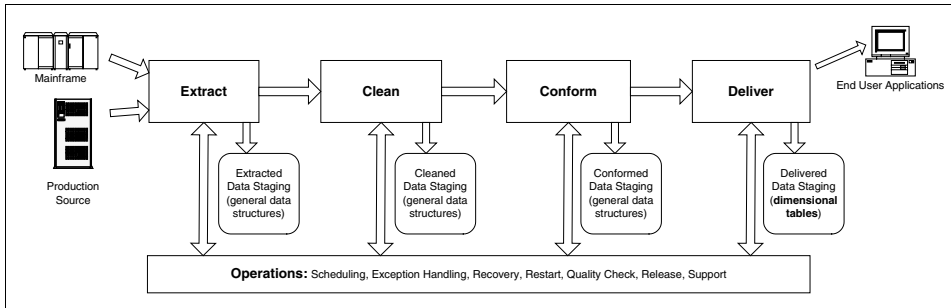 Mainframe
Production
Source
Extract
Clean
Conform
Deliver
End User Applications
Extracted
Data Staging
(general data
structures)
Cleaned
Data Staging
(general data
structures)
Conformed
Data Staging
(general data
structures)
Delivered
Data Staging
(dimensional
tables)
Operations: Scheduling, Exception Handling, Recovery, Restart, Quality Check, Release, Support